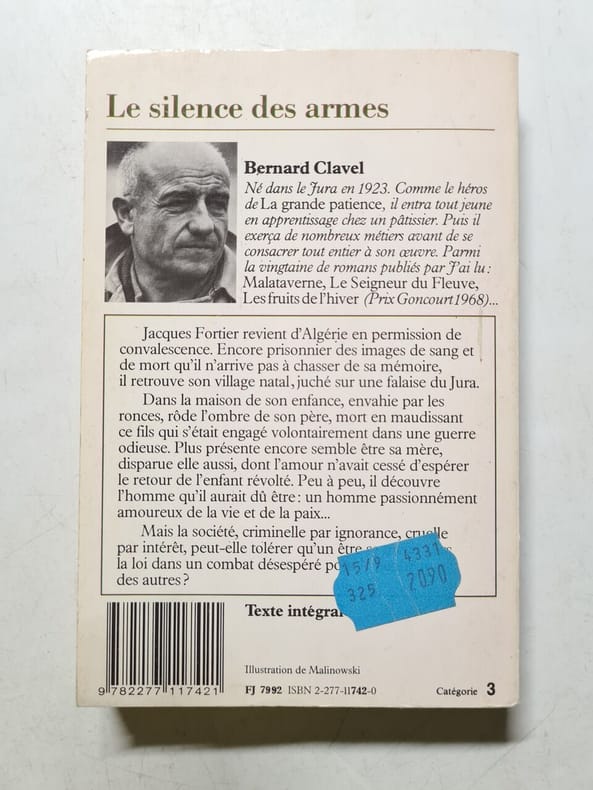 Le silence des armes
Bernard Clavel
Né dans le Jura en 1923. Comme le héros
de La grande patience, il entra tout jeune
en apprentissage chez un pâtissier. Puis il
exerça de nombreux métiers avant de se
consacrer tout entier à son œuvre. Parmi
la vingtaine de romans publiés par J'ai lu :
Malataverne, Le Seigneur du Fleuve,
Les fruits de l'hiver (Prix Goncourt 1968)...
Jacques Fortier revient d'Algérie en permission de
convalescence. Encore prisonnier des images de sang et
de mort qu'il n'arrive pas à chasser de sa mémoire,
il retrouve son village natal, juché sur une falaise du Jura.
Dans la maison de son enfance, envahie par les
ronces, rôde l'ombre de son père, mort en maudissant
ce fils qui s'était engagé volontairement dans une guerre
odieuse. Plus présente encore semble être sa mère,
disparue elle aussi, dont l'amour n'avait cessé d'espérer
le retour de l'enfant révolté. Peu à peu, il découvre
l'homme qu'il aurait dû être : un homme passionnément
amoureux de la vie et de la paix...
Mais la société, criminelle par ignorance, cruelle
par intérêt, peut-elle tolérer qu'un être
la loi dans un combat désespéré
des autres ?
15/9 4331
325 20.90
Texte intégral
Illustration de Malinowski
9 782277 117421
FJ 7992 ISBN 2-277-11742-0
Catégorie 3